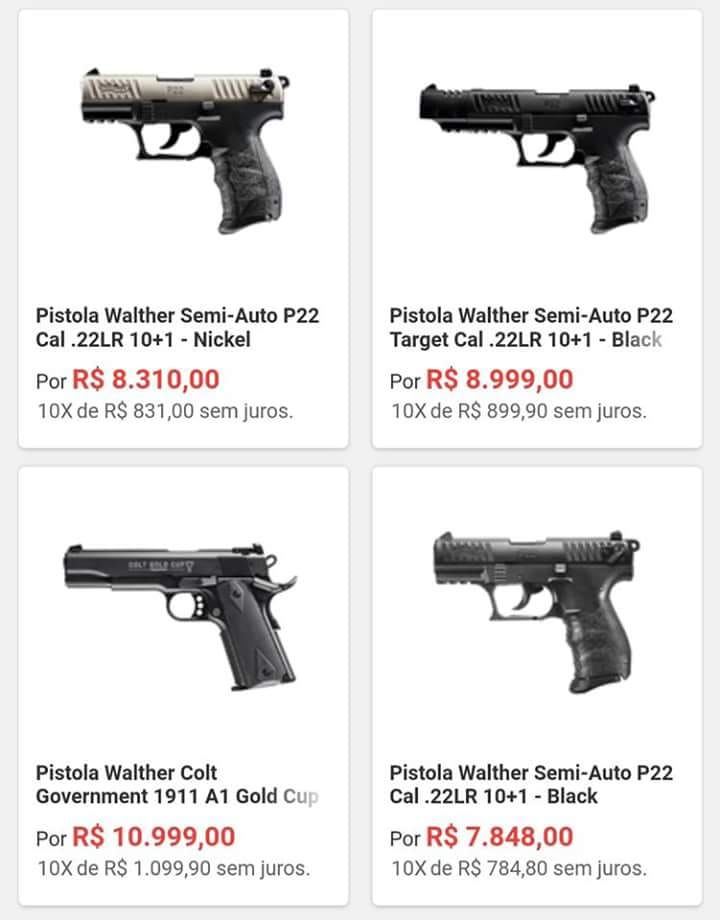 P22
Pistola Walther Semi-Auto P22
Cal .22LR 10+1 - Nickel
Por R$ 8.310,00
10X de R$ 831,00 sem juros.
P22
Pistola Walther Semi-Auto P22
Target Cal .22LR 10+1 - Black
Por R$ 8.999,00
10X de R$ 899,90 sem juros.
COLT GOLD CUP
Pistola Walther Colt
Government 1911 A1 Gold Cup
Por R$ 10.999,00
10X de R$ 1.099,90 sem juros.
Pistola Walther Semi-Auto P22
Cal .22LR 10+1 - Black
Por R$ 7.848,00
10X de R$ 784,80 sem juros.